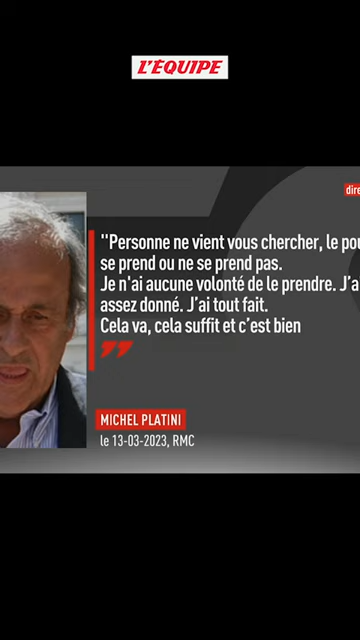 L'ÉQUIPE
dire
"Personne ne vient vous chercher, le pou
se prend ou ne se prend pas.
Je n'ai aucune volonté de le prendre. J'a
assez donné. J'ai tout fait.
Cela va, cela suffit et c'est bien
MICHEL PLATINI
le 13-03-2023, RMC